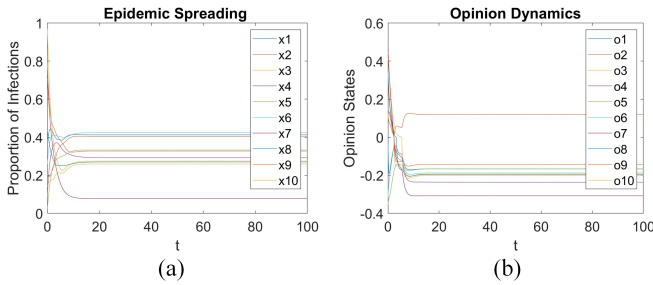 Epidemic Spreading
Proportion of Infections
1
0.8
0.6
0.4
0.2
0
0 20 40 60 80 100
t
x1
x2
x3
x4
x5
x6
x7
x8
x9
x10
(a)
Opinion Dynamics
Opinion States
0.6
0.4
0.2
0
-0.2
-0.4
0 20 40 60 80 100
t
o1
o2
o3
o4
o5
o6
o7
o8
o9
o10
(b)